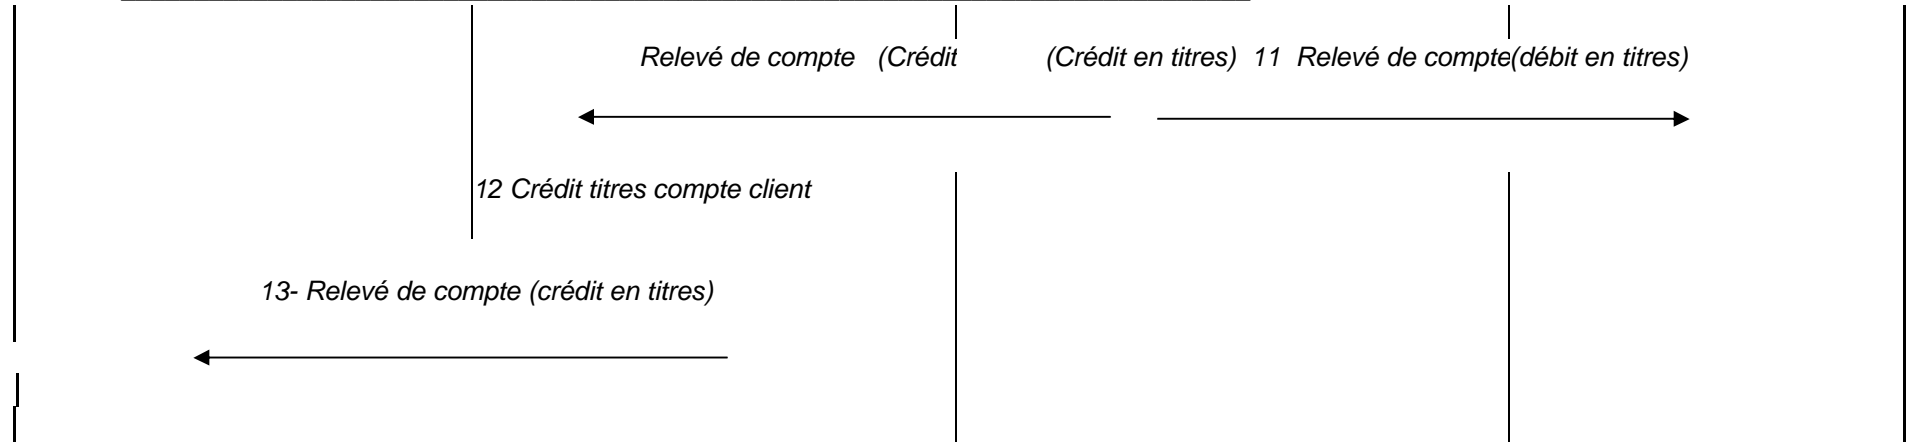 Relevé de compte (Crédit (Crédit en titres) 11 Relevé de compte(débit en titres)
12 Crédit titres compte client
13- Relevé de compte (crédit en titres)